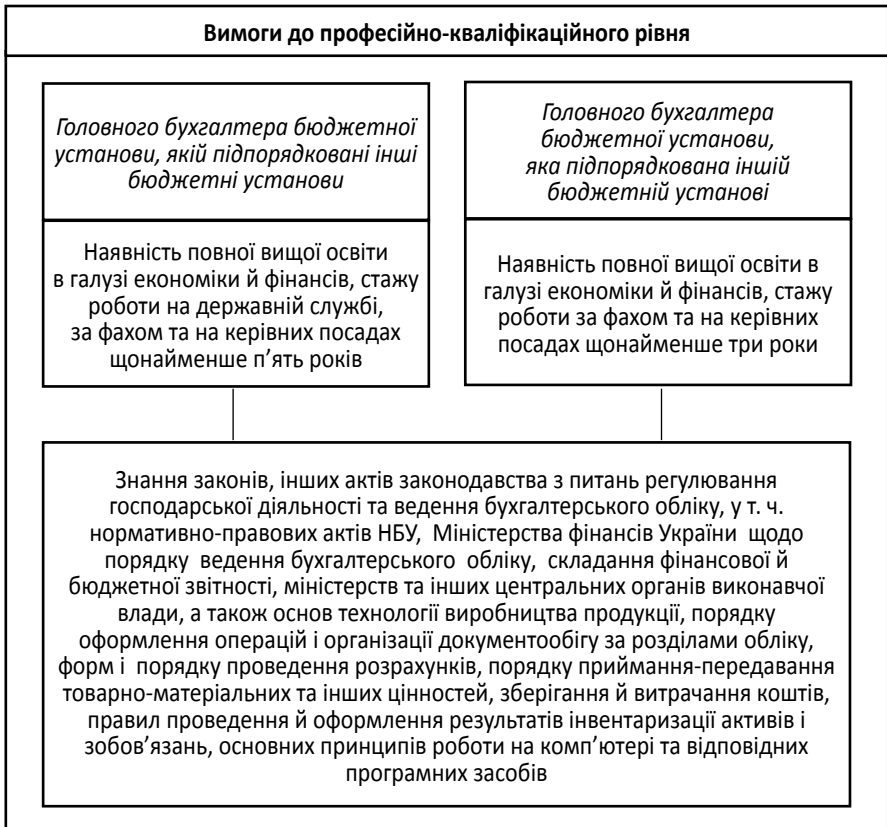 Вимоги до професійно-кваліфікаційного рівня
Головного бухгалтера бюджетної
установи, якій підпорядковані інші
бюджетні установи
Наявність повної вищої освіти
в галузі економіки й фінансів, стажу
роботи на державній службі,
за фахом та на керівних посадах
щонайменше п’ять років
Головного бухгалтера
бюджетної установи,
яка підпорядкована іншій
бюджетній установі
Наявність повної вищої освіти в
галузі економіки й фінансів, стажу
роботи за фахом та на керівних
посадах щонайменше три роки
Знання законів, інших актів законодавства з питань регулювання
господарської діяльності та ведення бухгалтерського обліку, у т. ч.
нормативно-правових актів НБУ, Міністерства фінансів України щодо
порядку ведення бухгалтерського обліку, складання фінансової й
бюджетної звітності, міністерств та інших центральних органів виконавчої
влади, а також основ технології виробництва продукції, порядку
оформлення операцій і організації документообігу за розділами обліку,
форм і порядку проведення розрахунків, порядку приймання-передавання
товарно-матеріальних та інших цінностей, зберігання й витрачання коштів,
правил проведення й оформлення результатів інвентаризації активів і
зобов’язань, основних принципів роботи на комп’ютері та відповідних
програмних засобів